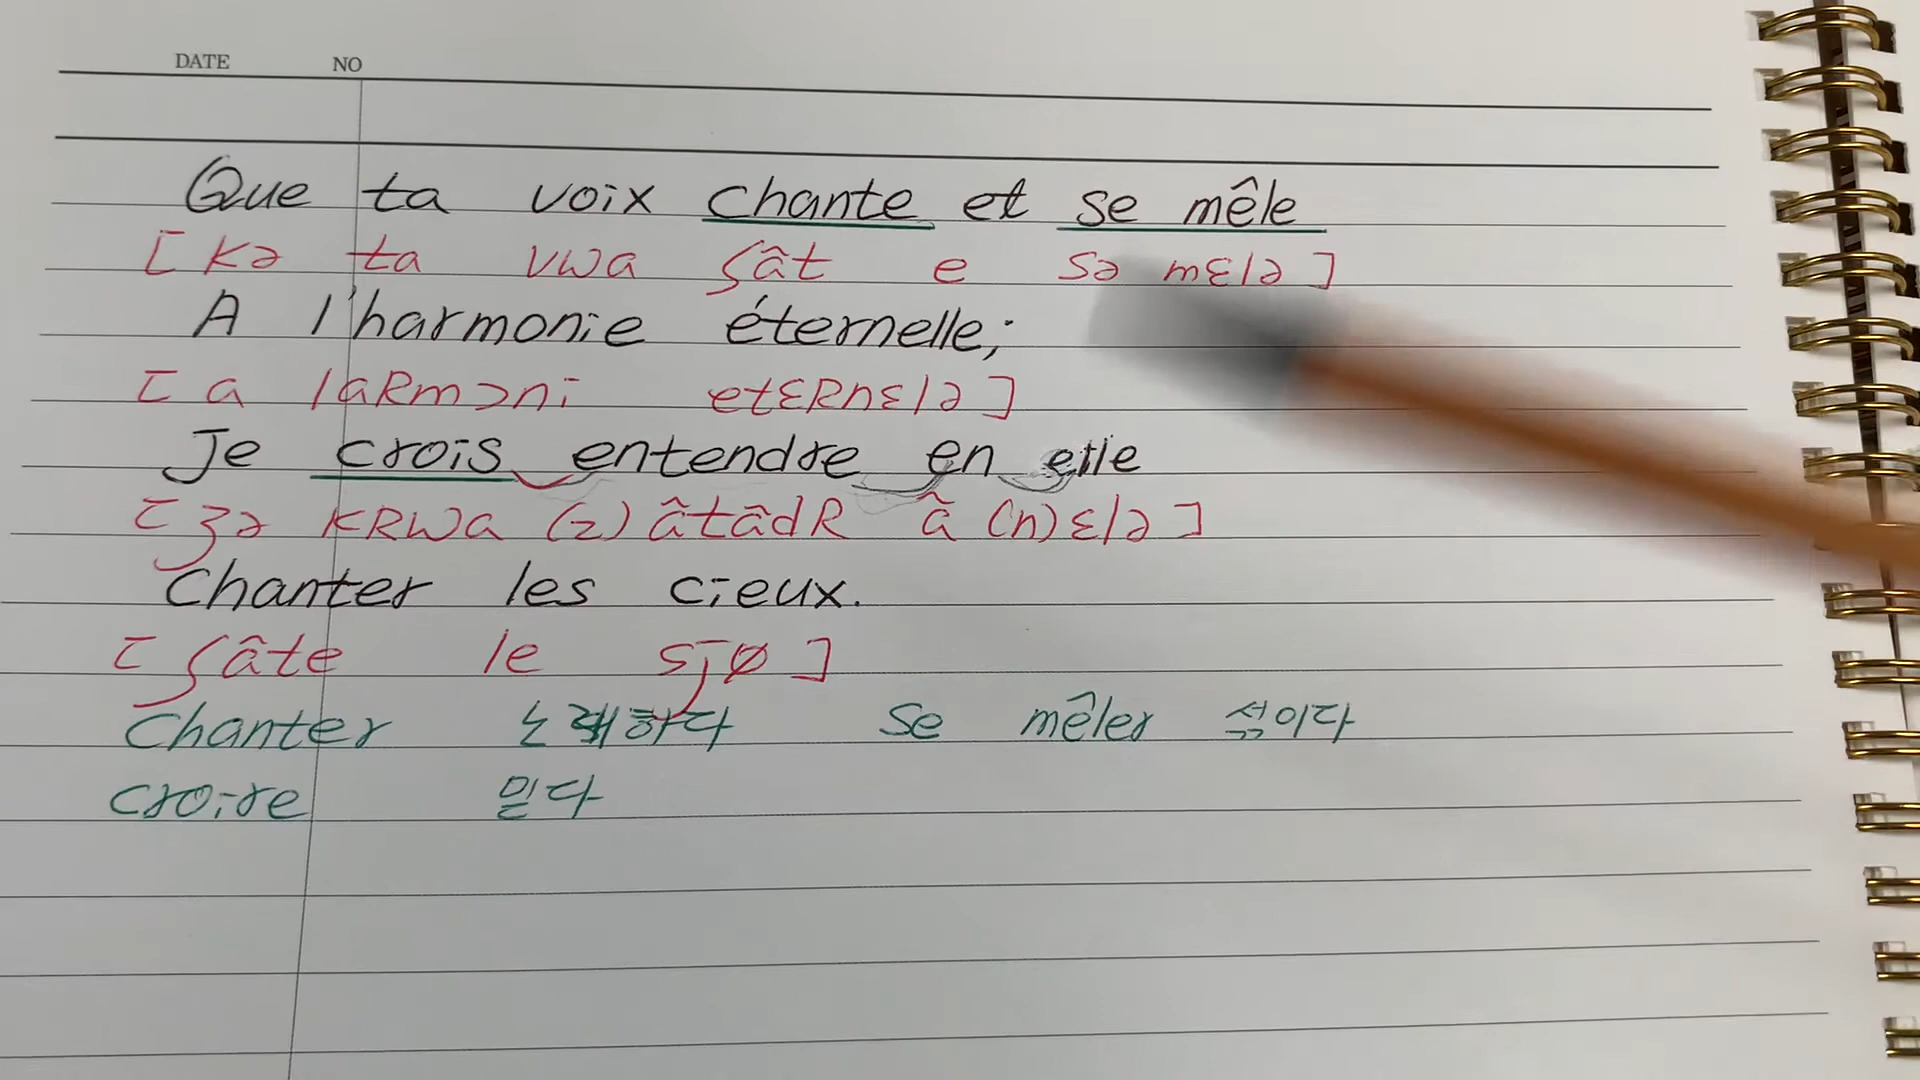 DATE NO
Que ta voix chante et se mêle
[ kə ta vwa ʃɑ̂t e sə mɛlə ]
A l'harmonie éternelle;
[ a laRmɔni etɛRnɛlə ]
Je crois entendre en elle
[ ʒə kRwa (z) ɑ̂tɑ̂dR ɑ̂ (n) ɛlə ]
Chanter les cieux.
[ ʃɑ̂te le sjø ]
Chanter 노래하다 se mêler 섞이다
croire 믿다